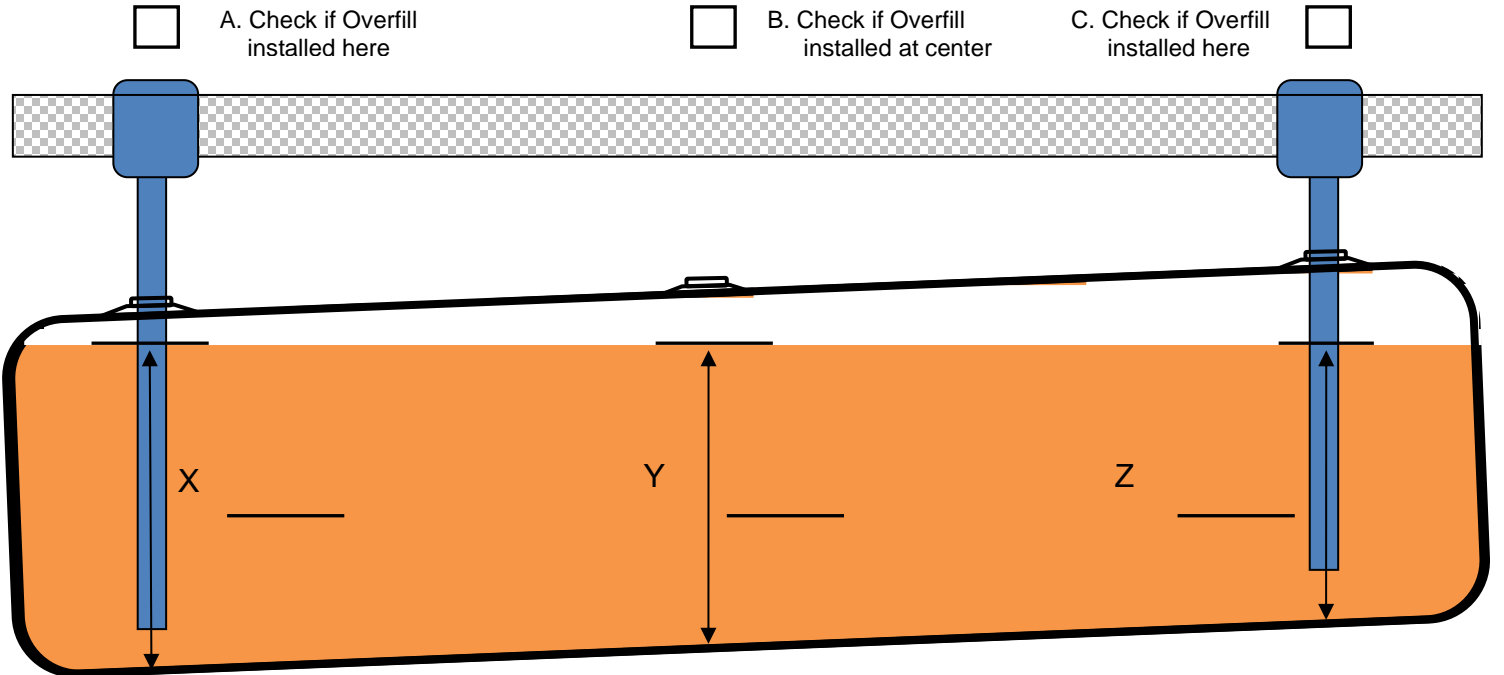 A. Check if Overfill
installed here
B. Check if Overfill
installed at center
C. Check if Overfill
installed here
X
Y
Z